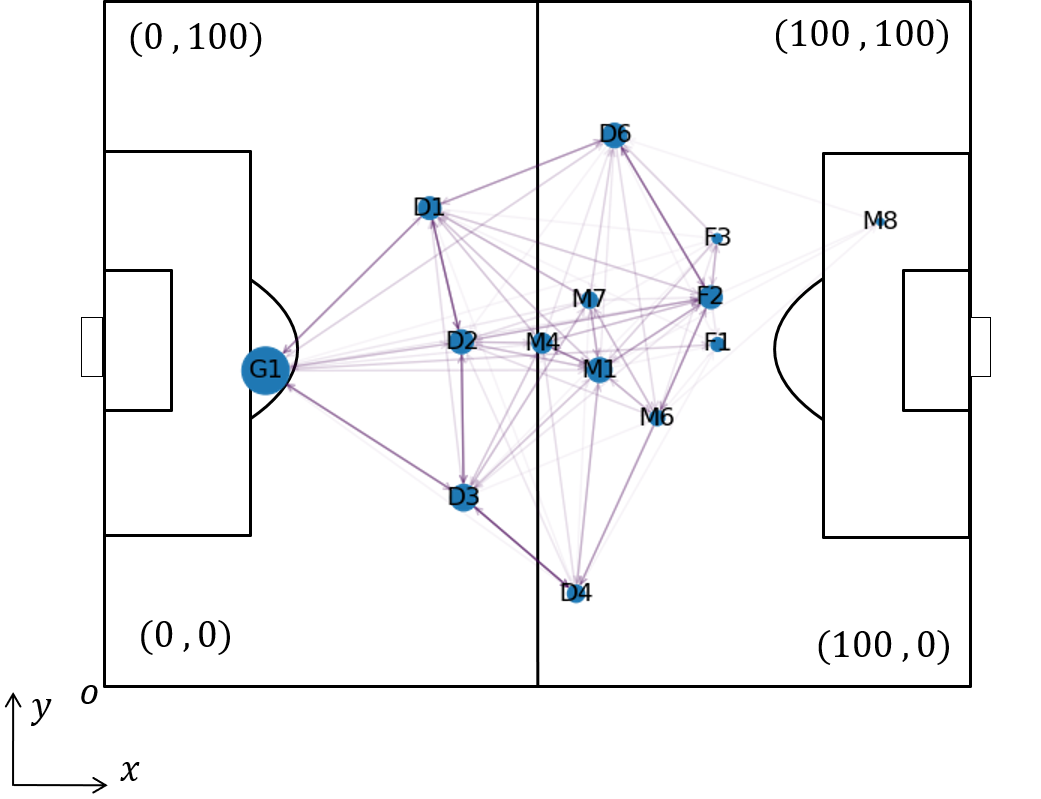 (0 , 100)
(100 , 100)
D6
D1
M8
F3
M7
F2
D2
M4
F1
G1
M1
M6
D3
D4
(0 , 0)
(100 , 0)
o
y
x